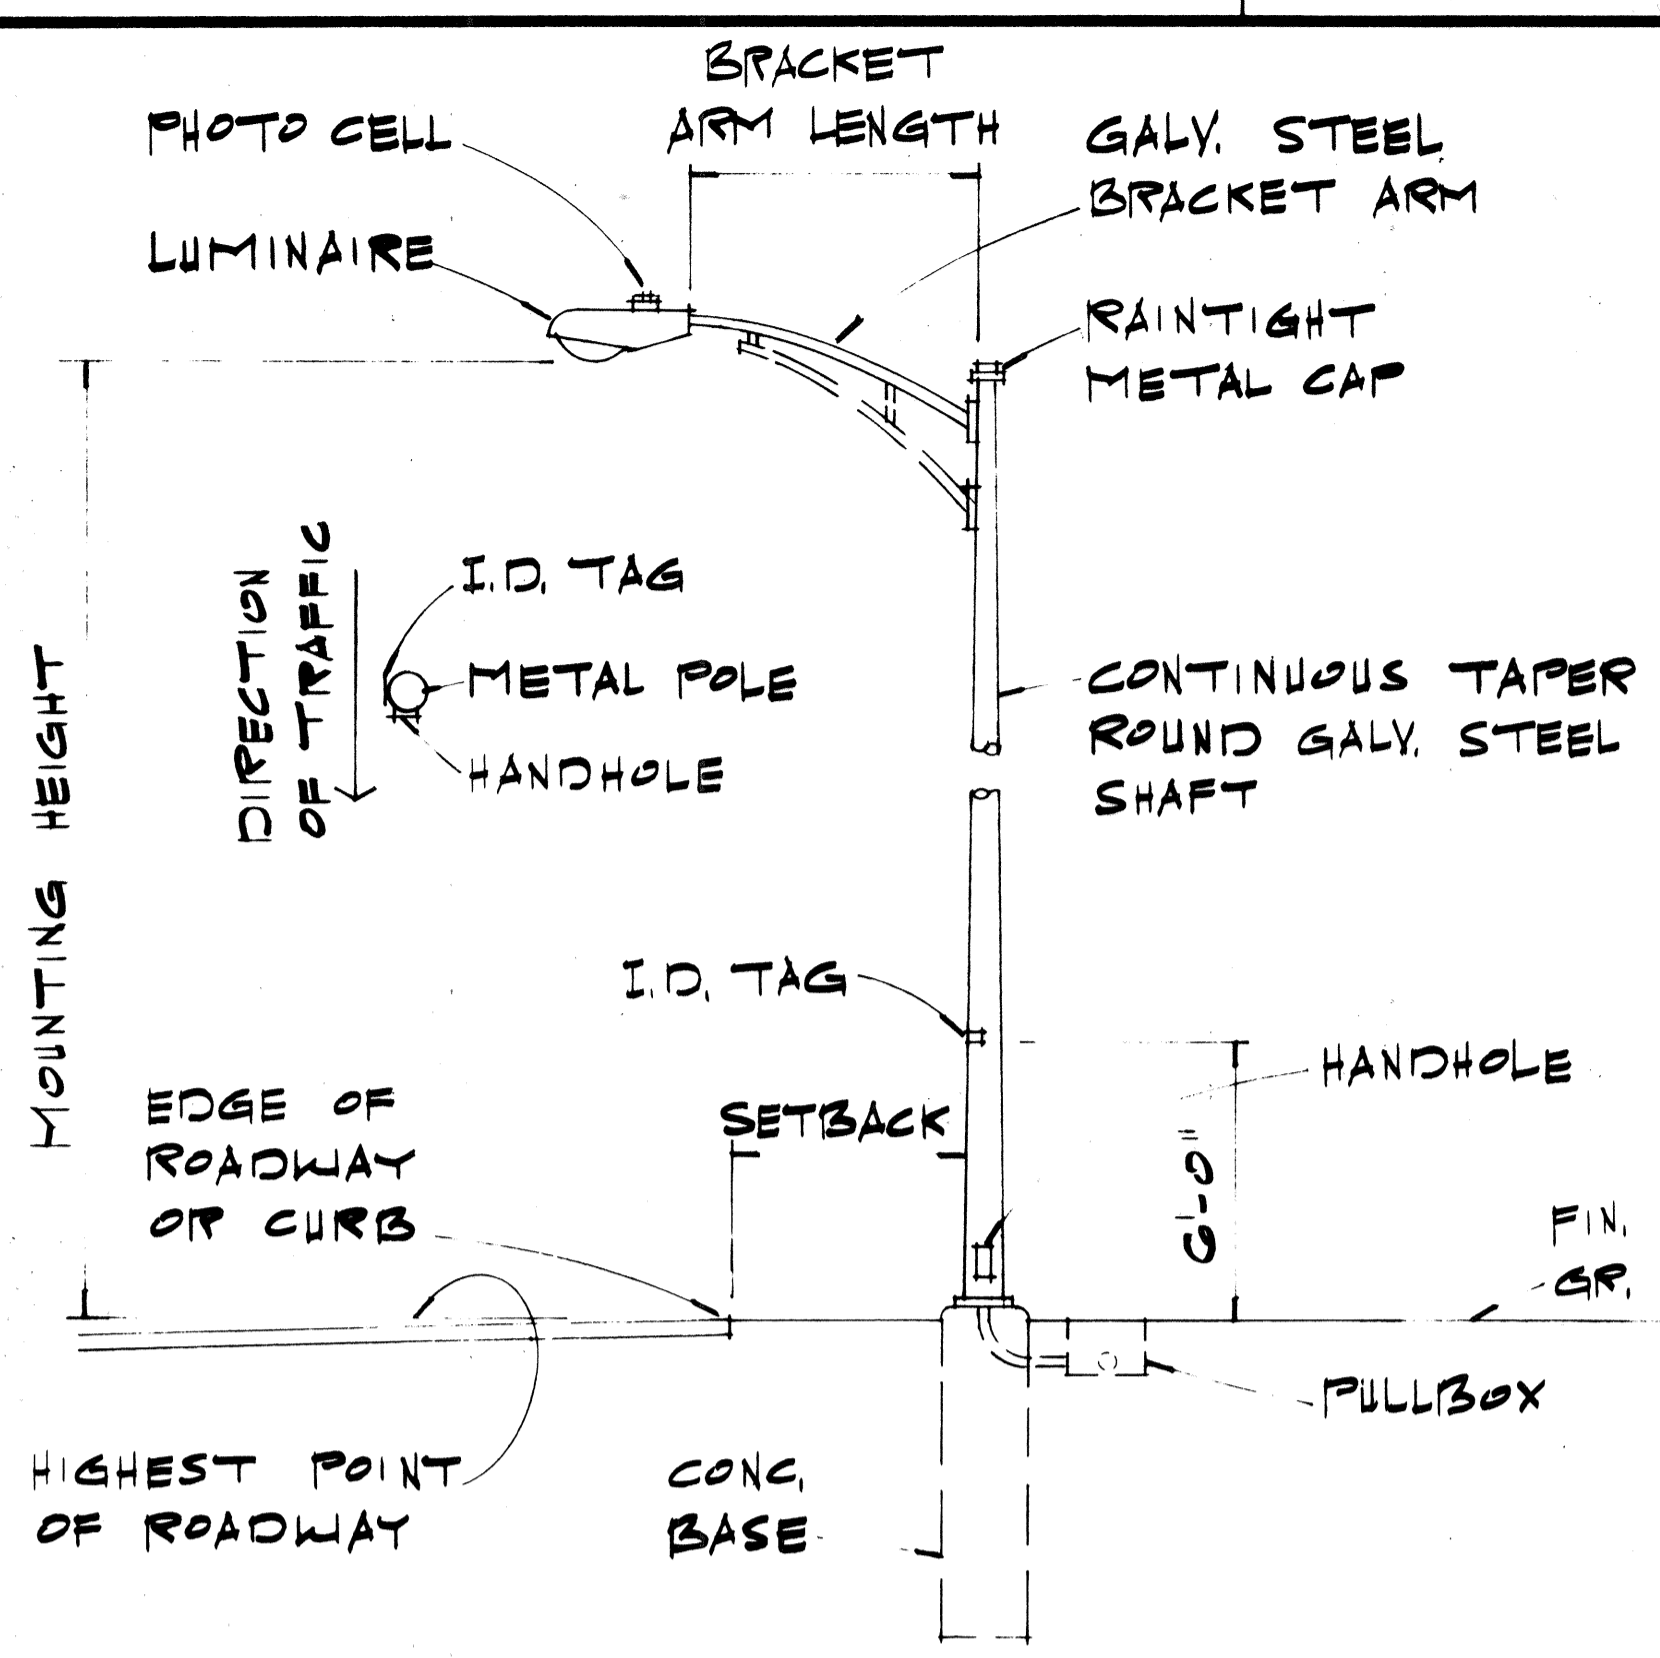 BRACKET
ARM LENGTH
PHOTO CELL
LUMINAIRE
GALV. STEEL
BRACKET ARM
RAINTIGHT
METAL CAP
MOUNTING HEIGHT
DIRECTION
OF TRAFFIC
I.D. TAG
METAL POLE
HANDHOLE
CONTINUOUS TAPER
ROUND GALV. STEEL
SHAFT
I.D. TAG
HANDHOLE
SETBACK
6'-0"
EDGE OF
ROADWAY
OR CURB
FIN.
GR.
PULLBOX
HIGHEST POINT
OF ROADWAY
CONC.
BASE